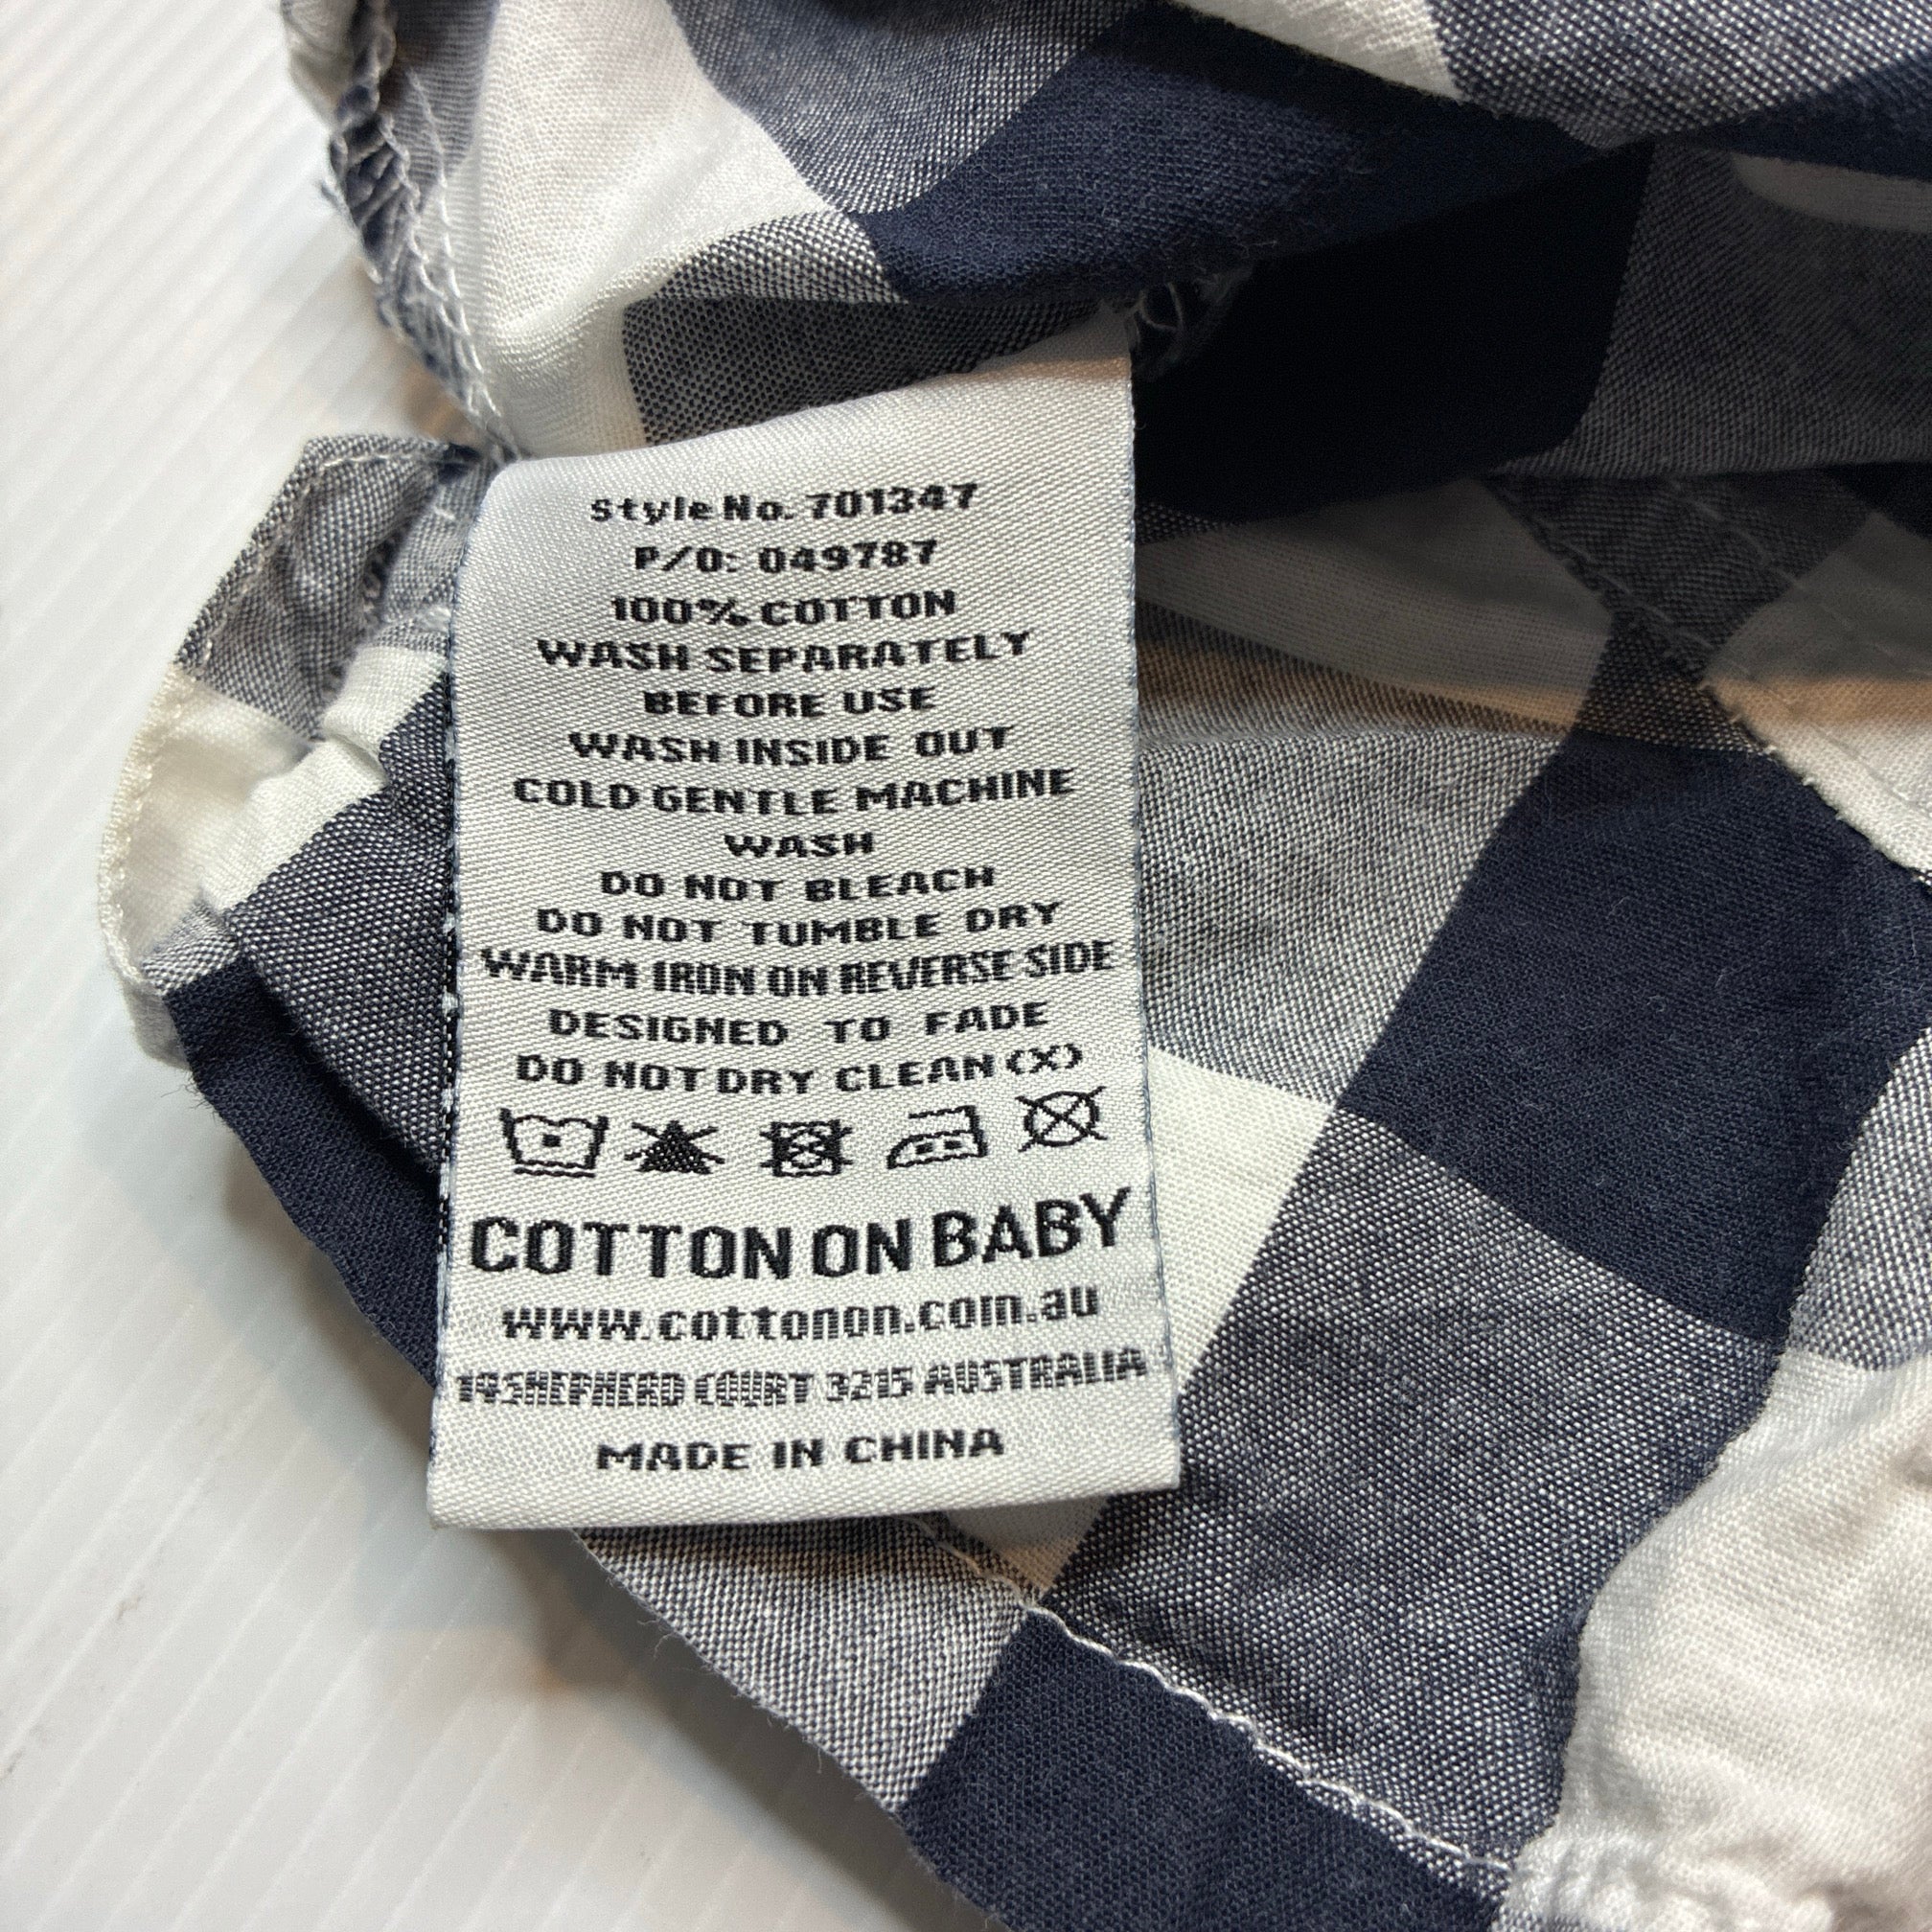 Style No. 701347
P/O: 049787
100% COTTON
WASH SEPARATELY
BEFORE USE
WASH INSIDE OUT
COLD GENTLE MACHINE
WASH
DO NOT BLEACH
DO NOT TUMBLE DRY
WARM IRON ON REVERSE SIDE
DESIGNED TO FADE
DO NOT DRY CLEAN (X)
COTTON ON BABY
www.cottonon.com.au
14 SHEPHERD COURT 3215 AUSTRALIA
MADE IN CHINA